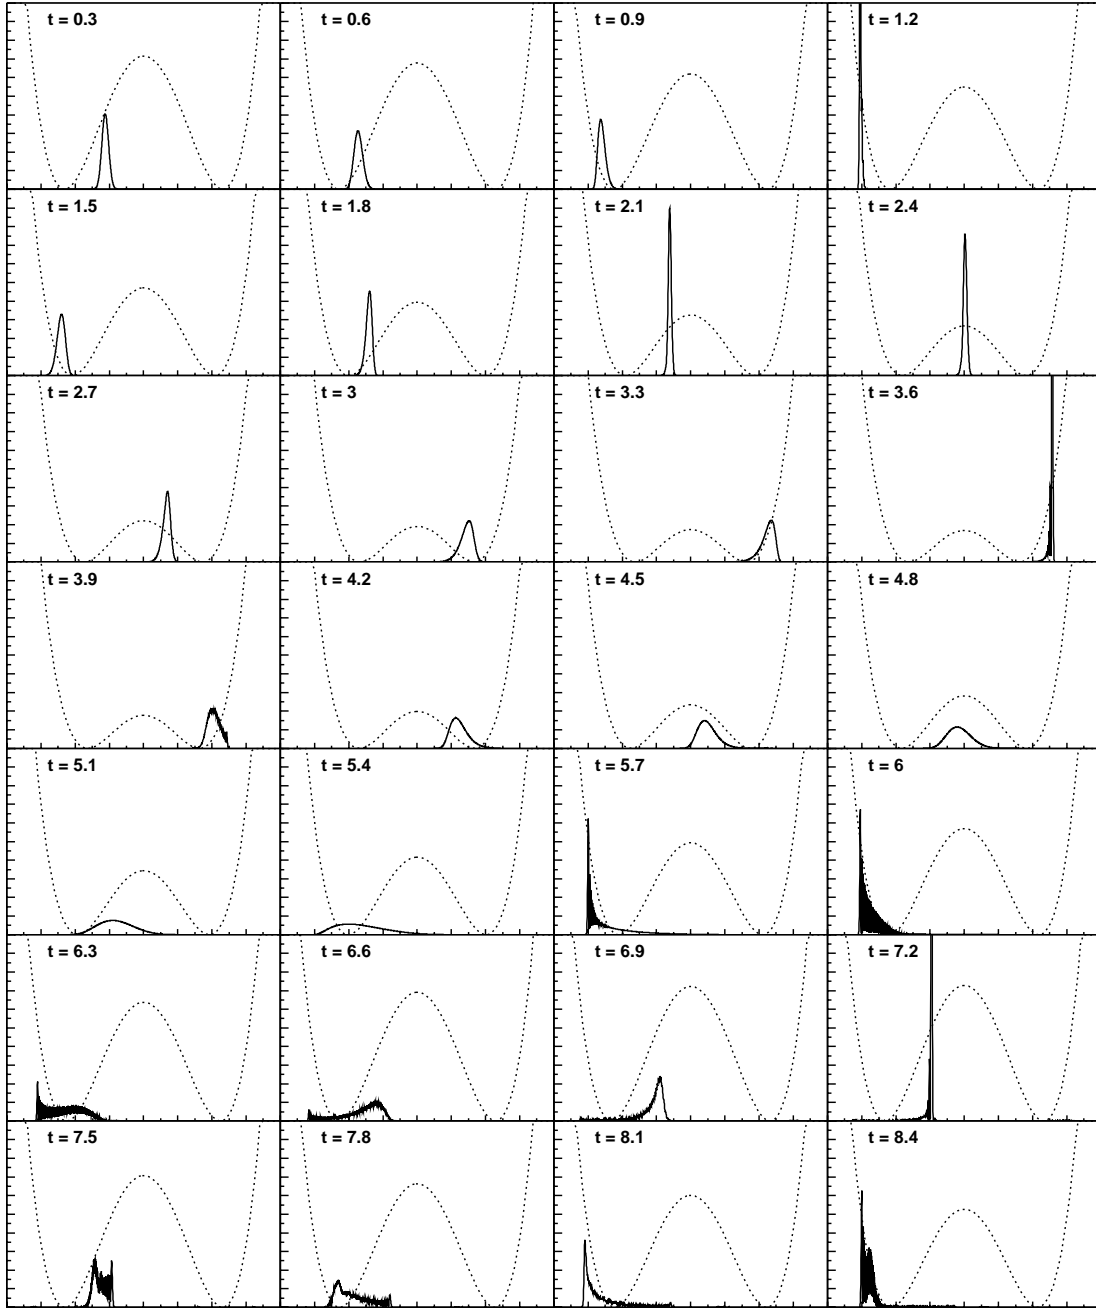 t = 0.3
t = 0.6
t = 0.9
t = 1.2
t = 1.5
t = 1.8
t = 2.1
t = 2.4
t = 2.7
t = 3
t = 3.3
t = 3.6
t = 3.9
t = 4.2
t = 4.5
t = 4.8
t = 5.1
t = 5.4
t = 5.7
t = 6
t = 6.3
t = 6.6
t = 6.9
t = 7.2
t = 7.5
t = 7.8
t = 8.1
t = 8.4